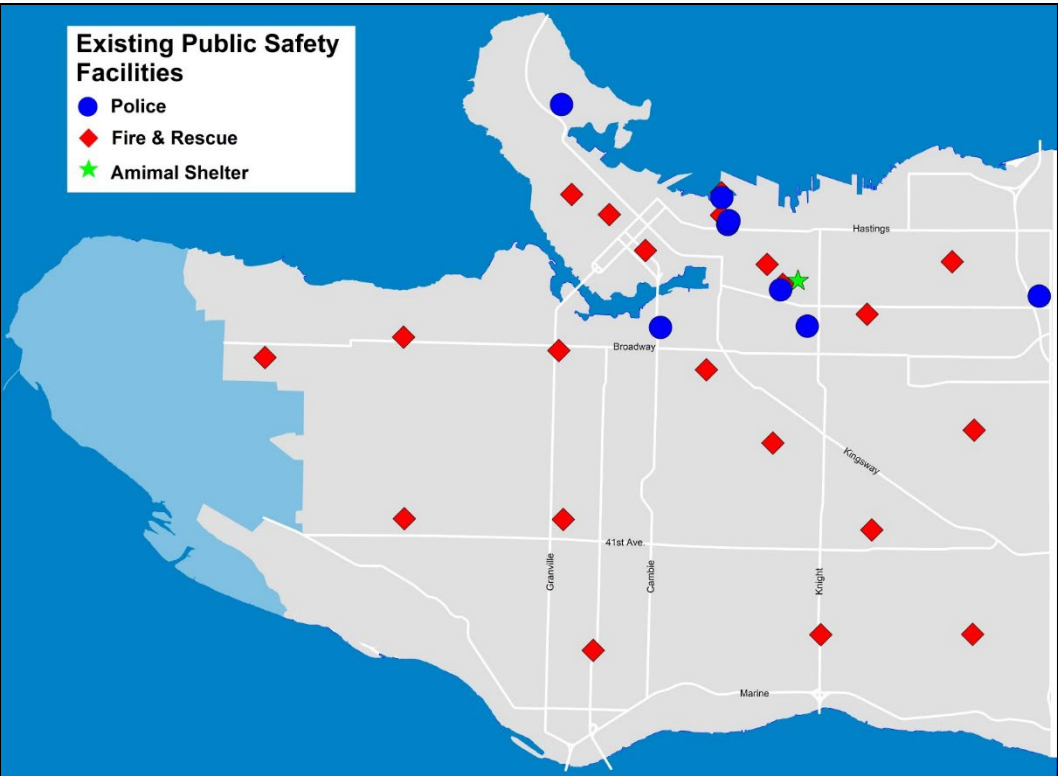 Existing Public Safety
Facilities
Police
Fire & Rescue
Amimal Shelter
Hastings
Broadway
Kingsway
41st Ave.
Granville
Cambie
Knight
Marine